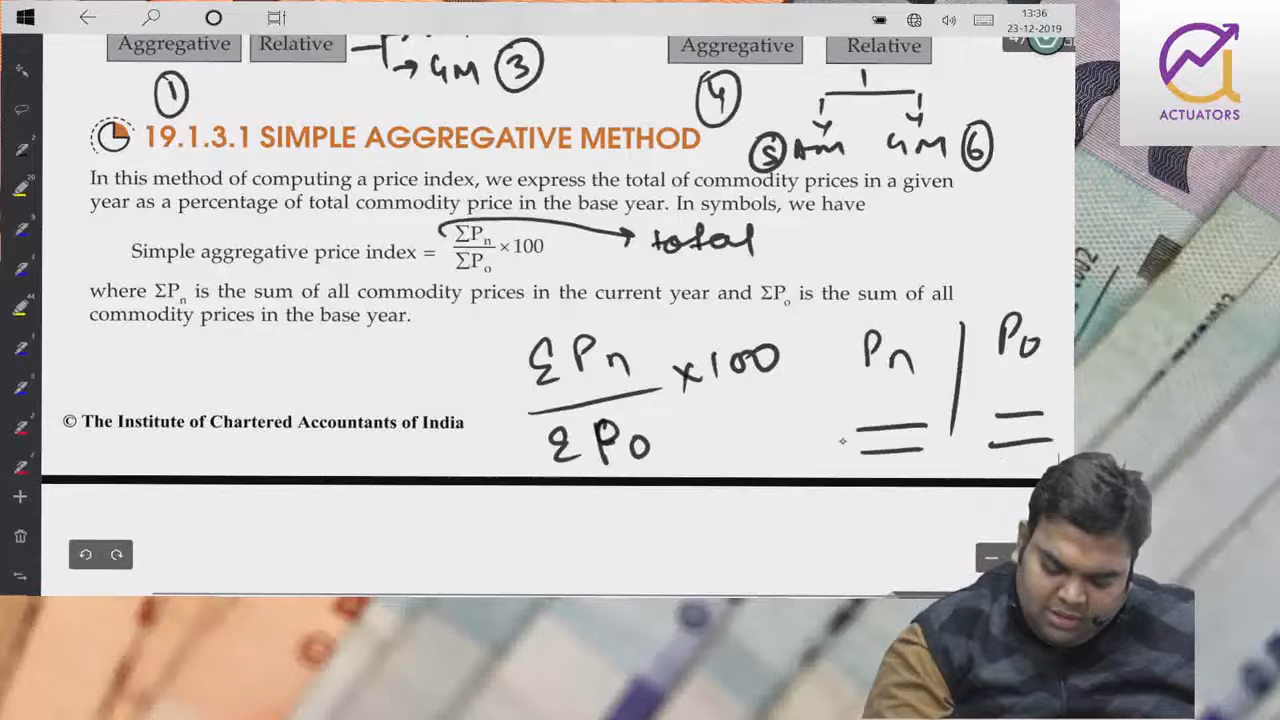 13:36
23-12-2019
Aggregative
Relative
→ GM ③
Aggregative
Relative
①
④
⑤ AM GM ⑥
ACTUATORS
19.1.3.1 SIMPLE AGGREGATIVE METHOD
In this method of computing a price index, we express the total of commodity prices in a given
year as a percentage of total commodity price in the base year. In symbols, we have
Simple aggregative price index = ΣPn/ΣPo × 100 → total
where ΣPn is the sum of all commodity prices in the current year and ΣPo is the sum of all
commodity prices in the base year.
ΣPn/ΣPo ×100
Pn | Po
© The Institute of Chartered Accountants of India